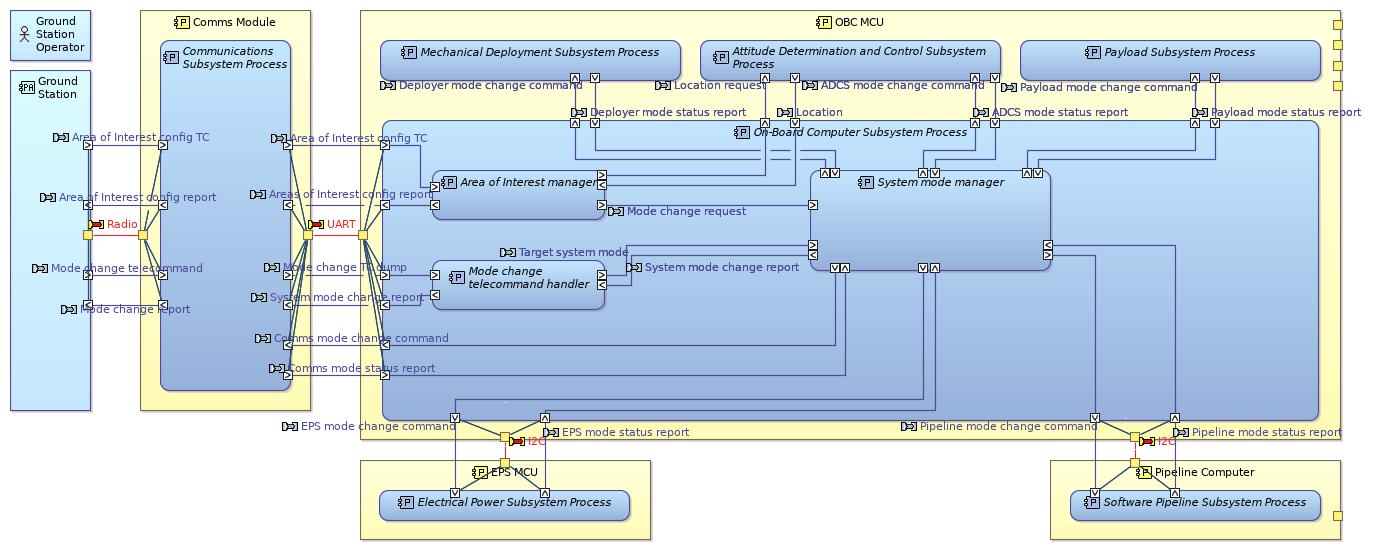 Ground
Station
Operator
Ground
Station
Comms Module
Communications
Subsystem Process
OBC MCU
Mechanical Deployment Subsystem Process
Attitude Determination and Control Subsystem
Process
Payload Subsystem Process
Deployer mode change command
Location request
ADCS mode change command
Payload mode change command
Deployer mode status report
Location
ADCS mode status report
Payload mode status report
On-Board Computer Subsystem Process
Area of Interest config TC
Area of Interest config TC
Area of Interest manager
System mode manager
Area of Interest config report
Areas of Interest config report
Mode change request
Radio
UART
Target system mode
Mode change telecommand
Mode change TC dump
Mode change
telecommand handler
System mode change report
Mode change report
System mode change report
Comms mode change command
Comms mode status report
EPS mode change command
EPS mode status report
Pipeline mode change command
Pipeline mode status report
I2C
I2C
EPS MCU
Pipeline Computer
Electrical Power Subsystem Process
Software Pipeline Subsystem Process